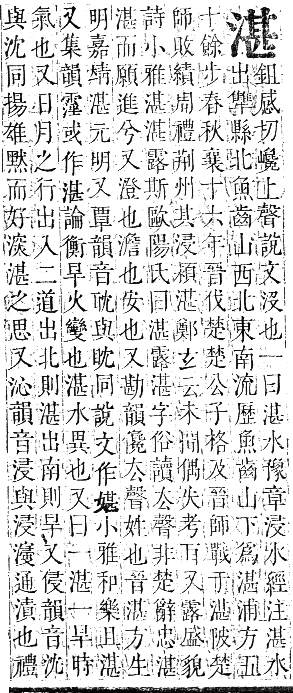 湛
鉏感切巉上聲說文沒也一曰湛水豫章浸水經注湛水
出犨縣北魚齒山西北東南流歷魚齒山下爲湛浦方五
十餘步春秋襄十六年晉伐楚楚公子格及晉師戰于湛陂楚
師敗績周禮荊州其浸潁湛鄭玄云未聞偶失考耳又露盛貌
詩小雅湛湛露斯歐陽氏曰湛露湛字俗讀去聲非楚辭忠湛
湛而願進兮又澄也澹也安也又勘韻儳去聲姓也晉湛方生
明嘉靖湛元明又覃韻音耽與眈同說文作媅小雅和樂且湛
又集韻霮或作湛論衡旱火變也湛水異也又曰一湛一旱時
氣也又日月之行出入二道出北則湛出南則旱又侵韻音沈
與沈同揚雄黙而好深湛之思又沁韻音浸與浸濅通漬也禮